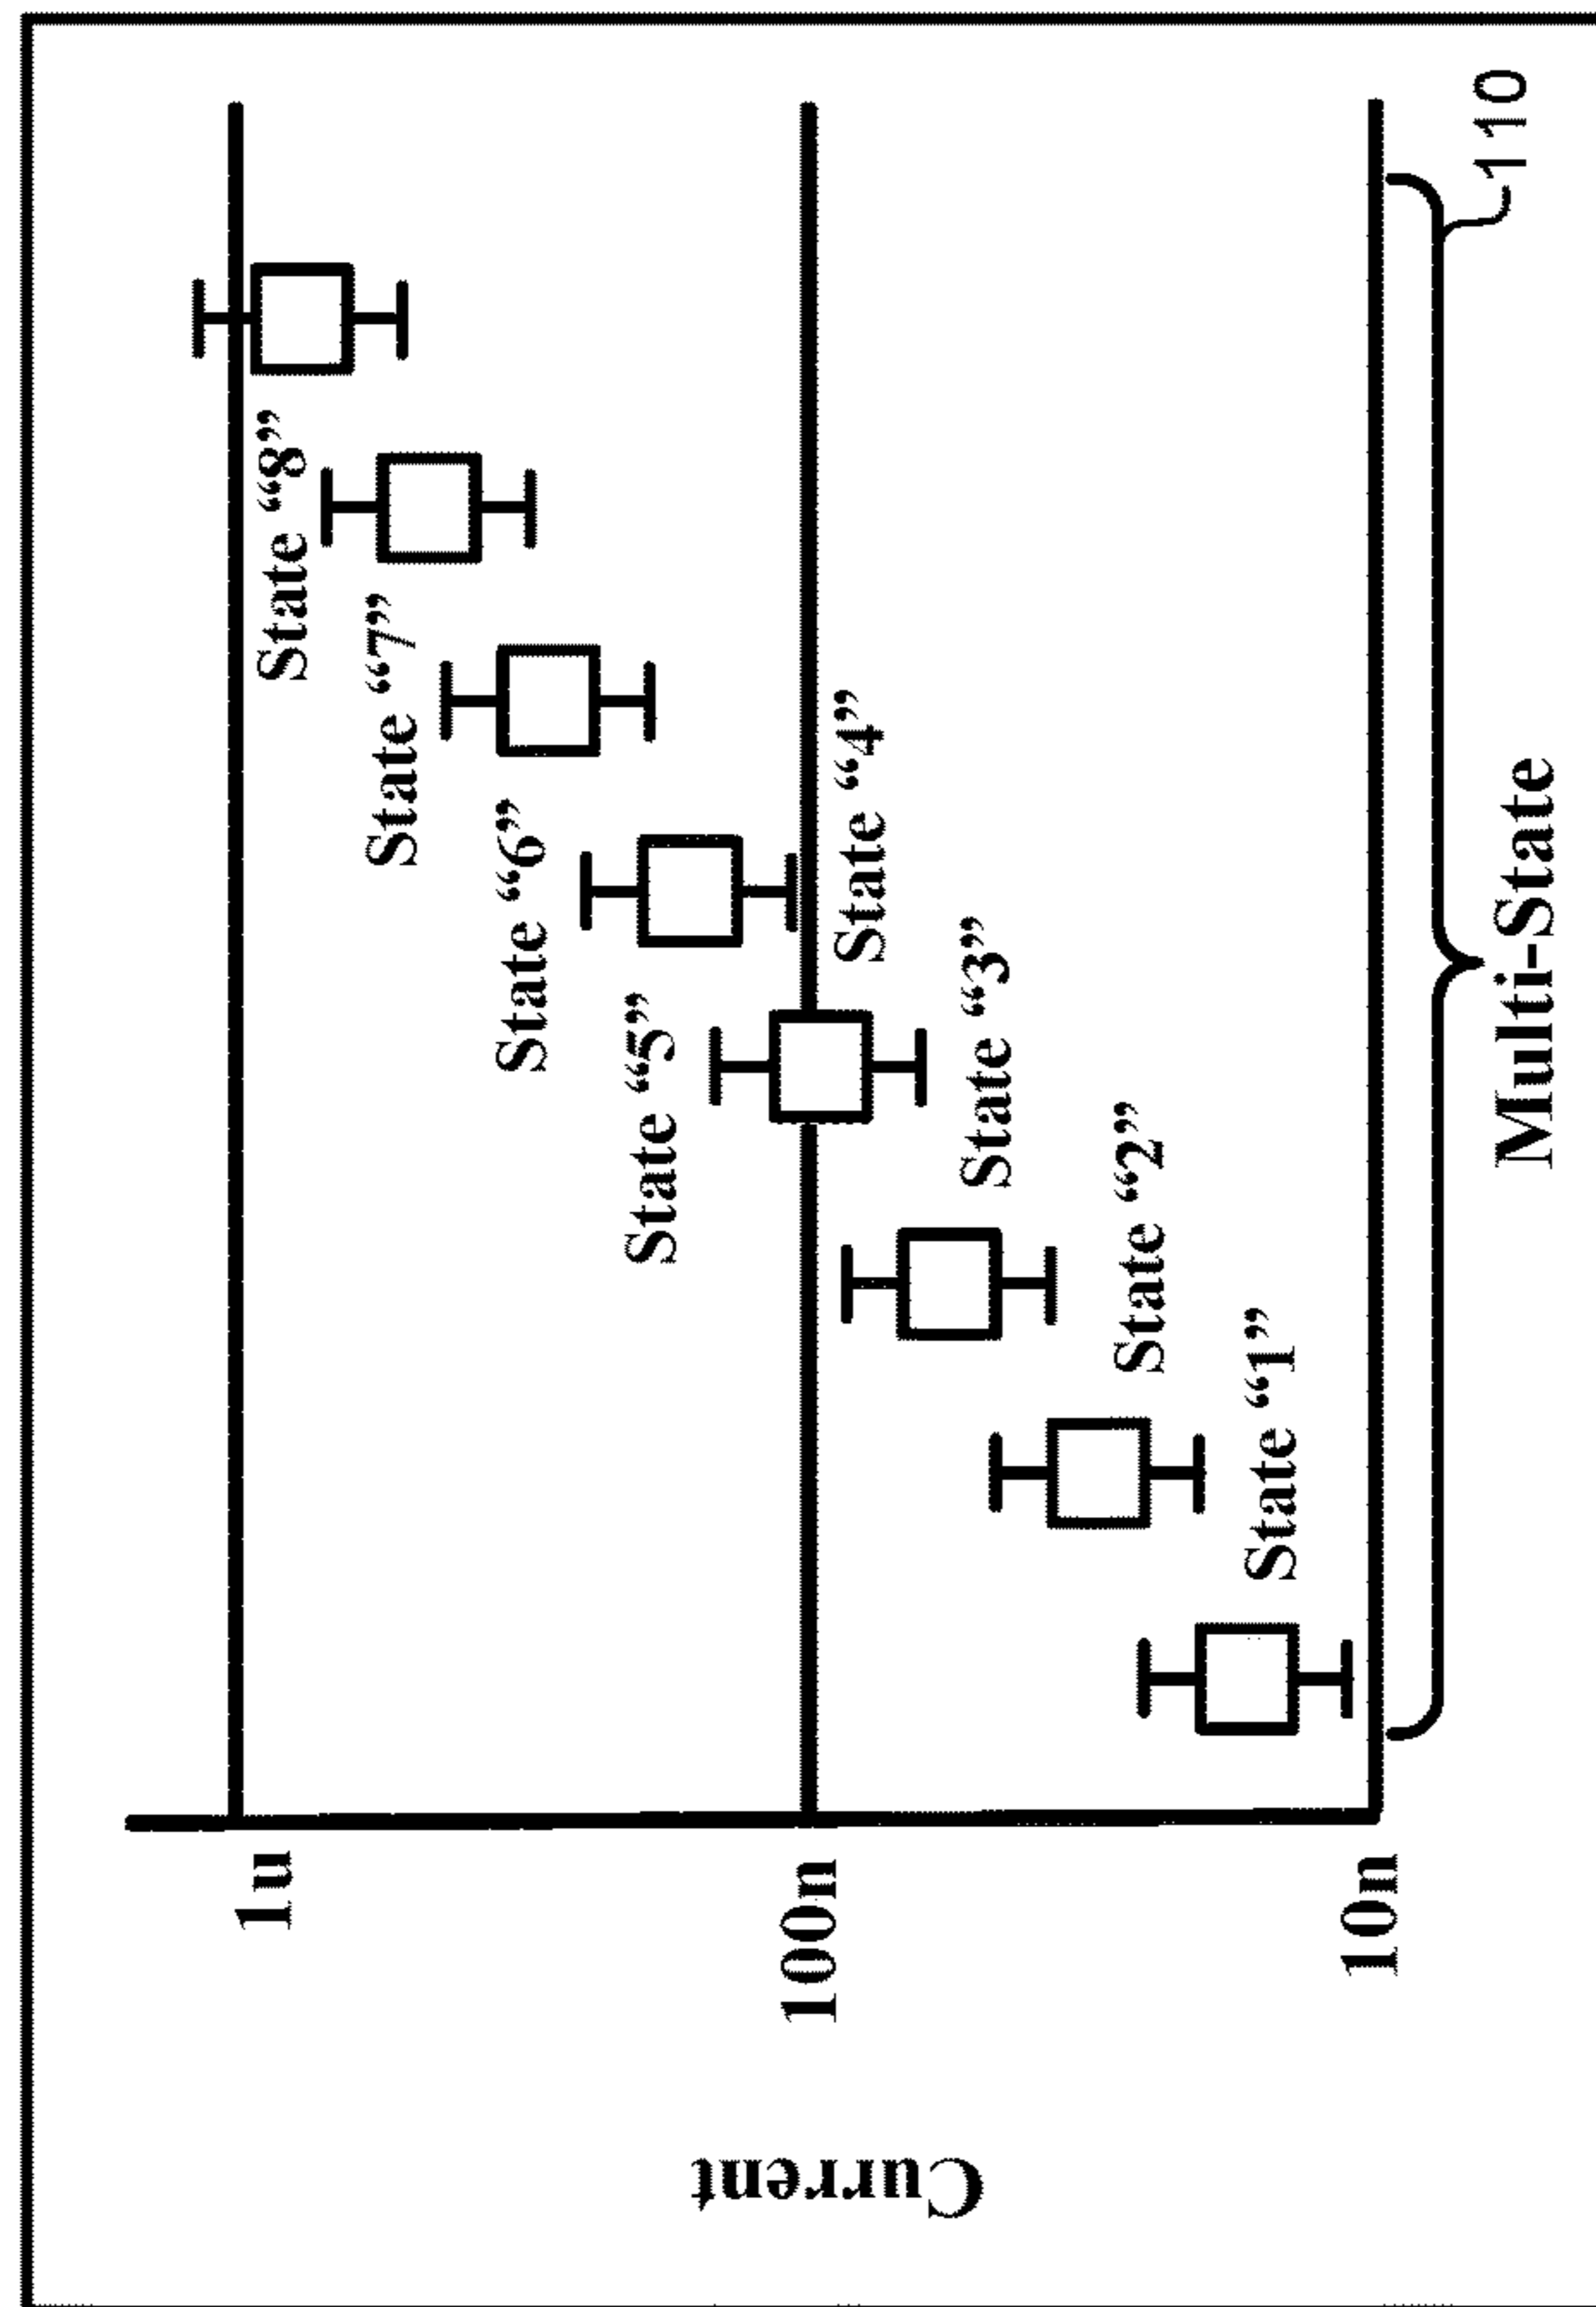 Current
1u
100n
10n
State “1”
State “2”
State “3”
State “4”
State “5”
State “6”
State “7”
State “8”
Multi-State
110